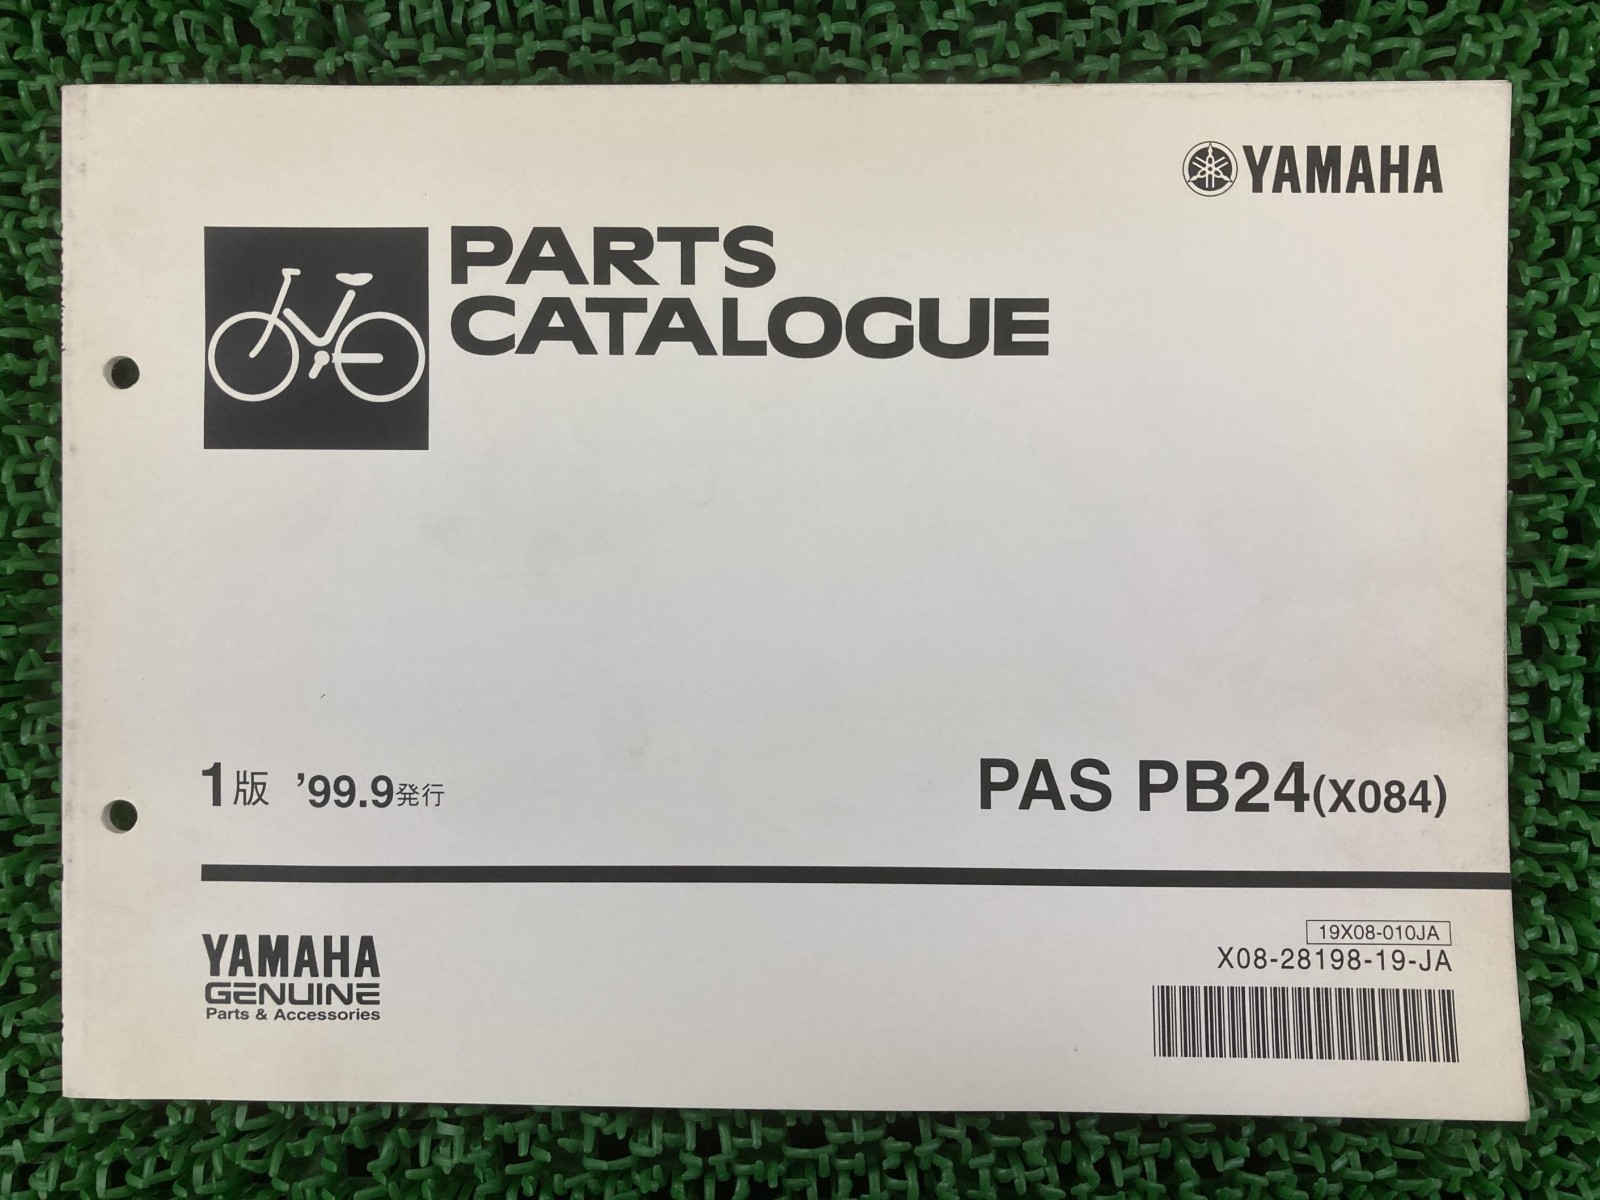 YAMAHA
PARTS
CATALOGUE
1版 ’99.9発行
PAS PB24(X084)
19X08-010JA
X08-28198-19-JA
YAMAHA
GENUINE
Parts & Accessories